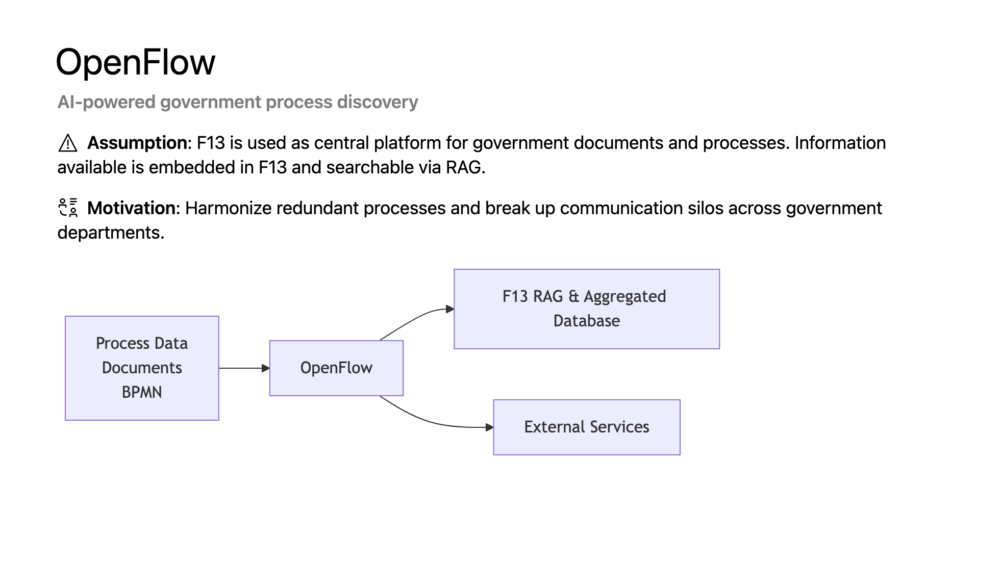 OpenFlow
AI-powered government process discovery
Assumption: F13 is used as central platform for government documents and processes. Information
available is embedded in F13 and searchable via RAG.
Motivation: Harmonize redundant processes and break up communication silos across government
departments.
Process Data
Documents
BPMN
OpenFlow
F13 RAG & Aggregated
Database
External Services